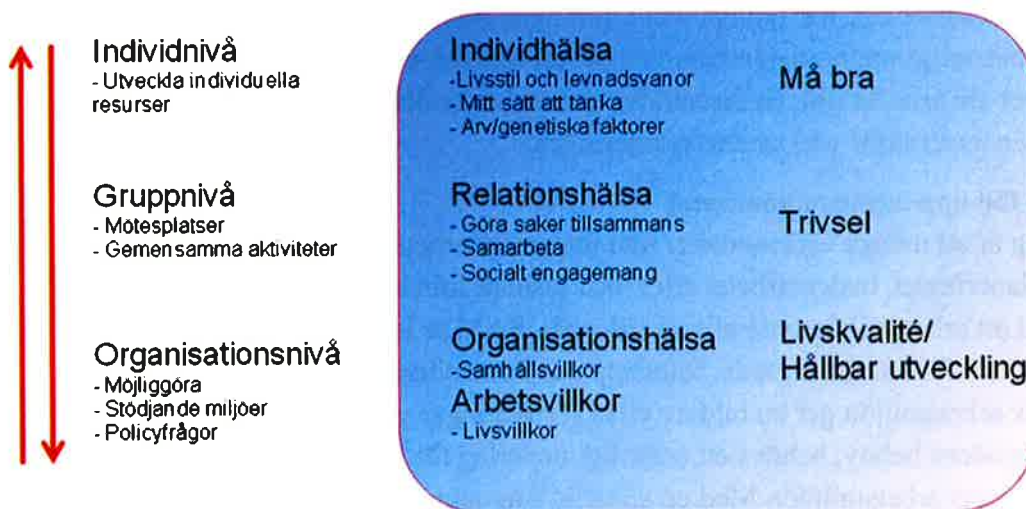 Individnivå
- Utveckla individuella
resurser
Gruppnivå
- Mötesplatser
- Gemensamma aktiviteter
Organisationsnivå
- Möjliggöra
- Stödjande miljöer
- Policyfrågor
Individhälsa
-Livsstil och levnadsvanor
- Mitt sätt att tänka
- Arv/genetiska faktorer
Må bra
Relationshälsa
- Göra saker tillsammans
- Samarbeta
- Socialt engagemang
Trivsel
Organisationshälsa
-Samhällsvillkor
Arbetsvillkor
- Livsvillkor
Livskvalité/
Hållbar utveckling